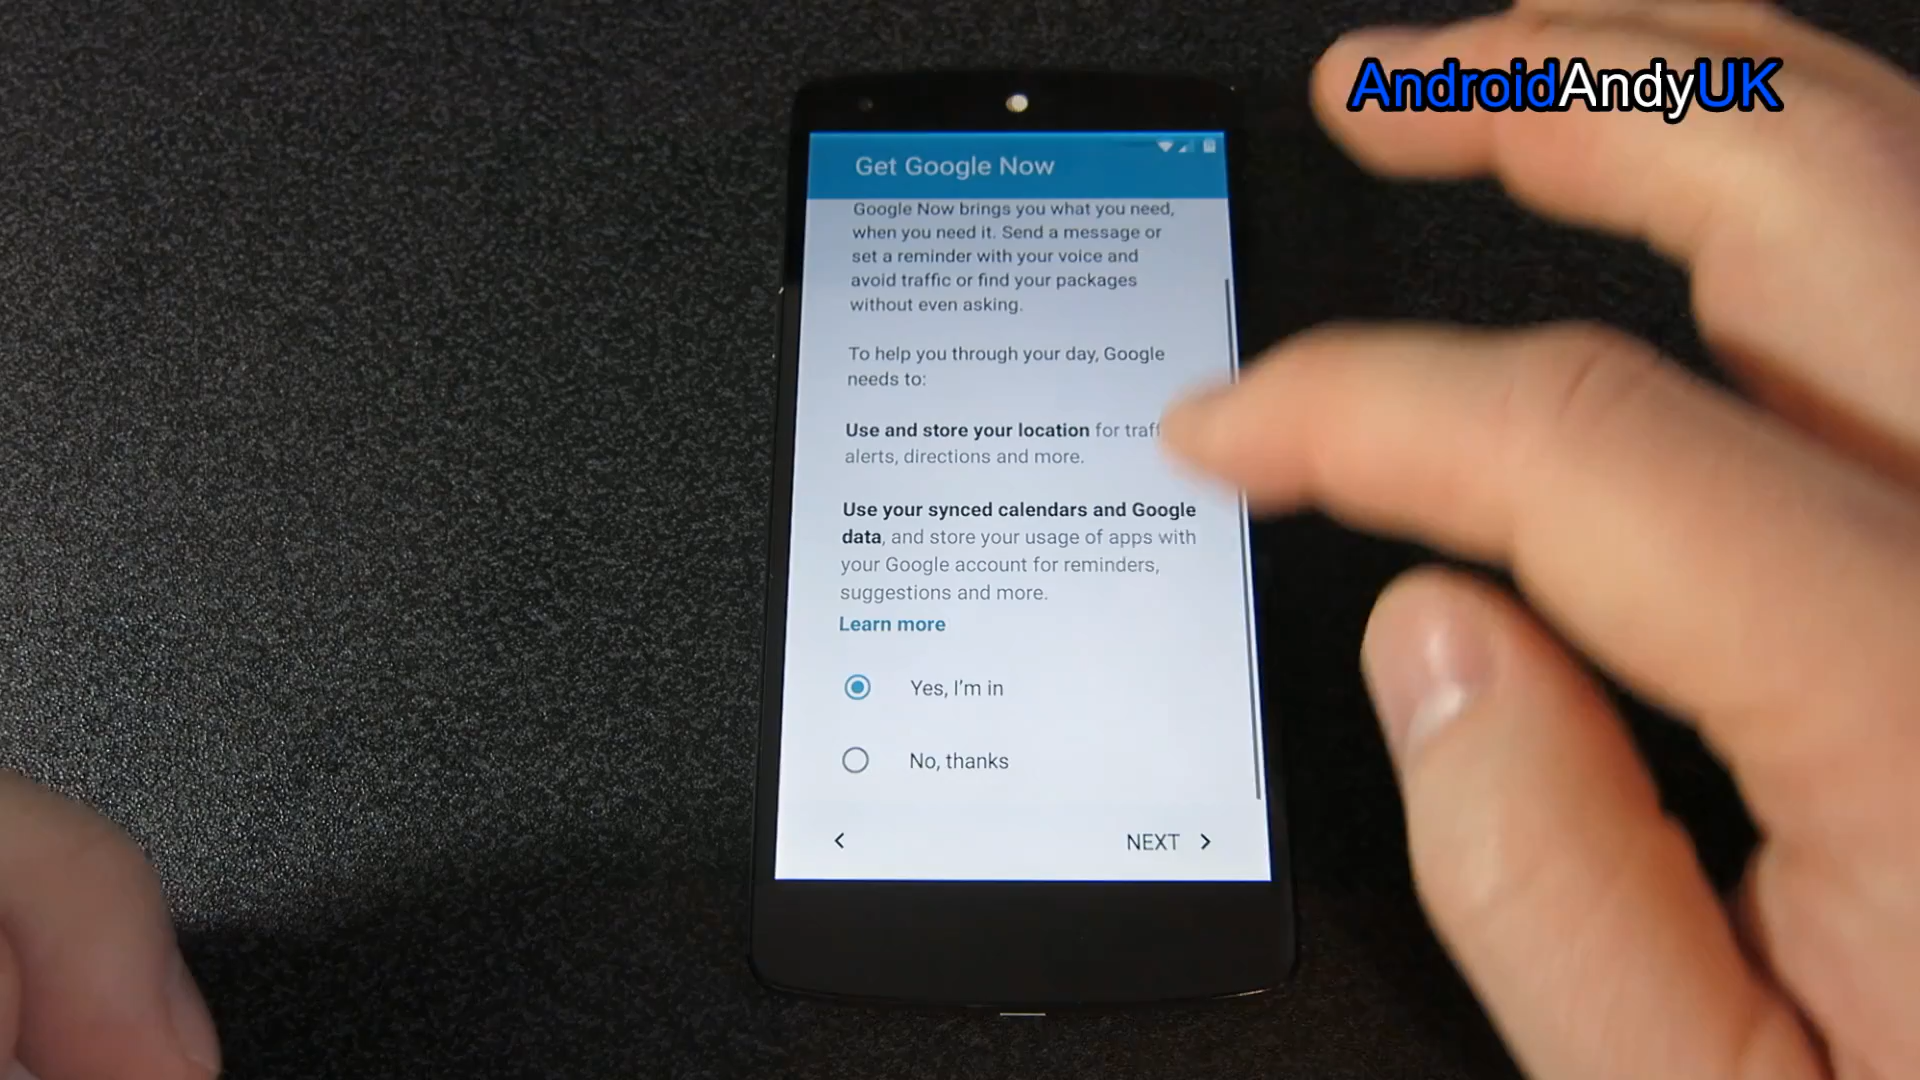 AndroidAndyUK
Get Google Now
Google Now brings you what you need,
when you need it. Send a message or
set a reminder with your voice and
avoid traffic or find your packages
without even asking.
To help you through your day, Google
needs to:
Use and store your location for
alerts, directions and more.
Use your synced calendars and Google
data, and store your usage of apps with
your Google account for reminders,
suggestions and more.
Learn more
Yes, I'm in
No, thanks
< NEXT >